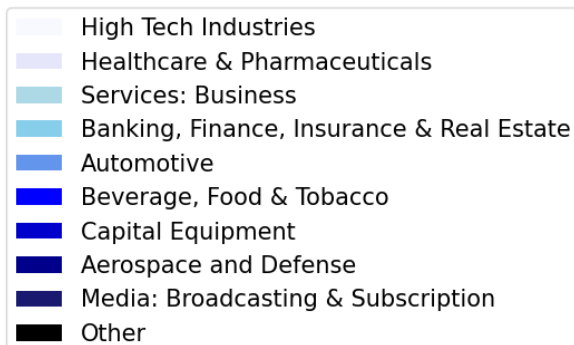 High Tech Industries
Healthcare & Pharmaceuticals
Services: Business
Banking, Finance, Insurance & Real Estate
Automotive
Beverage, Food & Tobacco
Capital Equipment
Aerospace and Defense
Media: Broadcasting & Subscription
Other